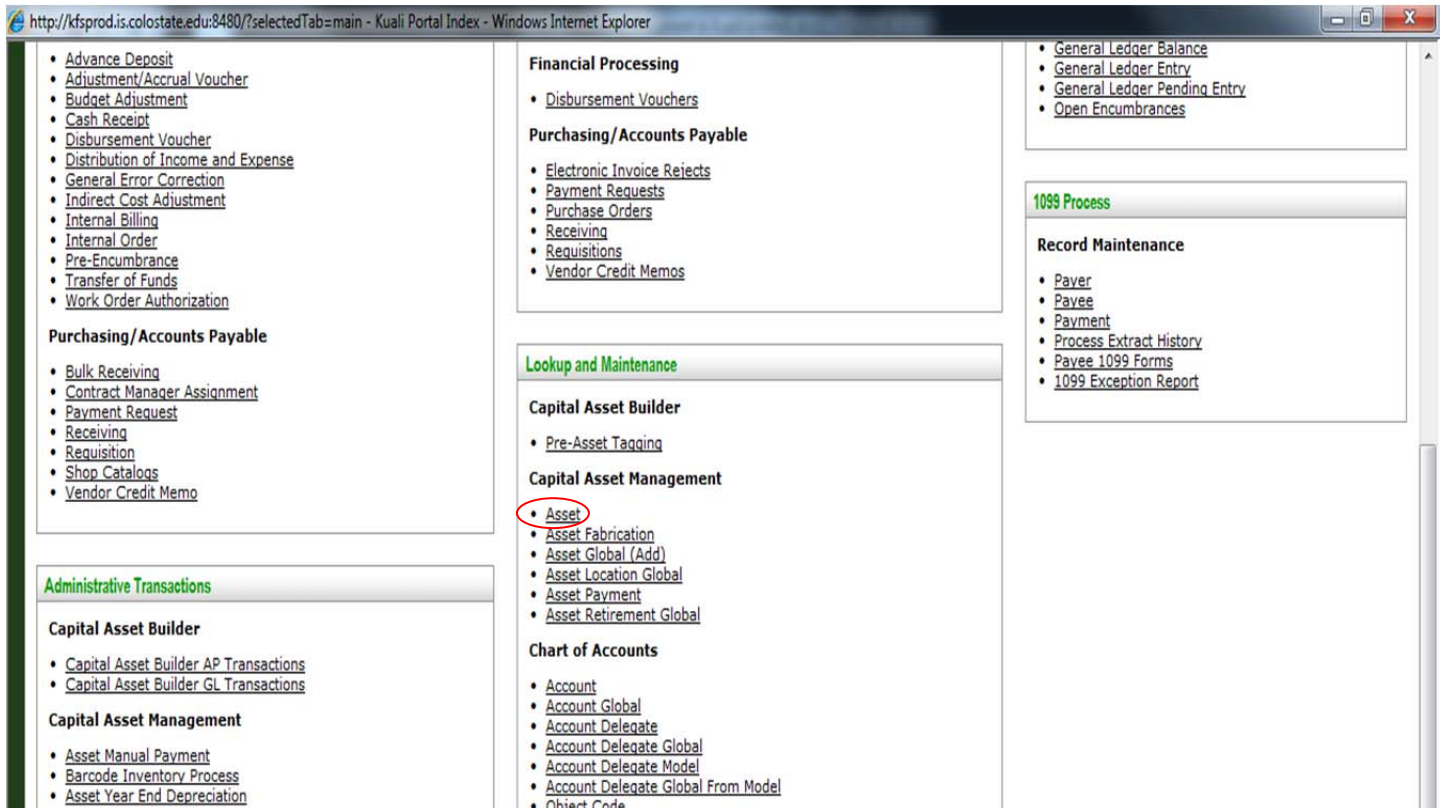 http://kfsprod.is.colostate.edu:8480/?selectedTab=main - Kuali Portal Index - Windows Internet Explorer
Advance Deposit
Adjustment/Accrual Voucher
Budget Adjustment
Cash Receipt
Disbursement Voucher
Distribution of Income and Expense
General Error Correction
Indirect Cost Adjustment
Internal Billing
Internal Order
Pre-Encumbrance
Transfer of Funds
Work Order Authorization
Purchasing/Accounts Payable
Bulk Receiving
Contract Manager Assignment
Payment Request
Receiving
Requisition
Shop Catalogs
Vendor Credit Memo
Administrative Transactions
Capital Asset Builder
Capital Asset Builder AP Transactions
Capital Asset Builder GL Transactions
Capital Asset Management
Asset Manual Payment
Barcode Inventory Process
Asset Year End Depreciation
Financial Processing
Disbursement Vouchers
Purchasing/Accounts Payable
Electronic Invoice Rejects
Payment Requests
Purchase Orders
Receiving
Requisitions
Vendor Credit Memos
Lookup and Maintenance
Capital Asset Builder
Pre-Asset Tagging
Capital Asset Management
Asset
Asset Fabrication
Asset Global (Add)
Asset Location Global
Asset Payment
Asset Retirement Global
Chart of Accounts
Account
Account Global
Account Delegate
Account Delegate Global
Account Delegate Model
Account Delegate Global From Model
Object Code
General Ledger Balance
General Ledger Entry
General Ledger Pending Entry
Open Encumbrances
1099 Process
Record Maintenance
Payer
Payee
Payment
Process Extract History
Payee 1099 Forms
1099 Exception Report